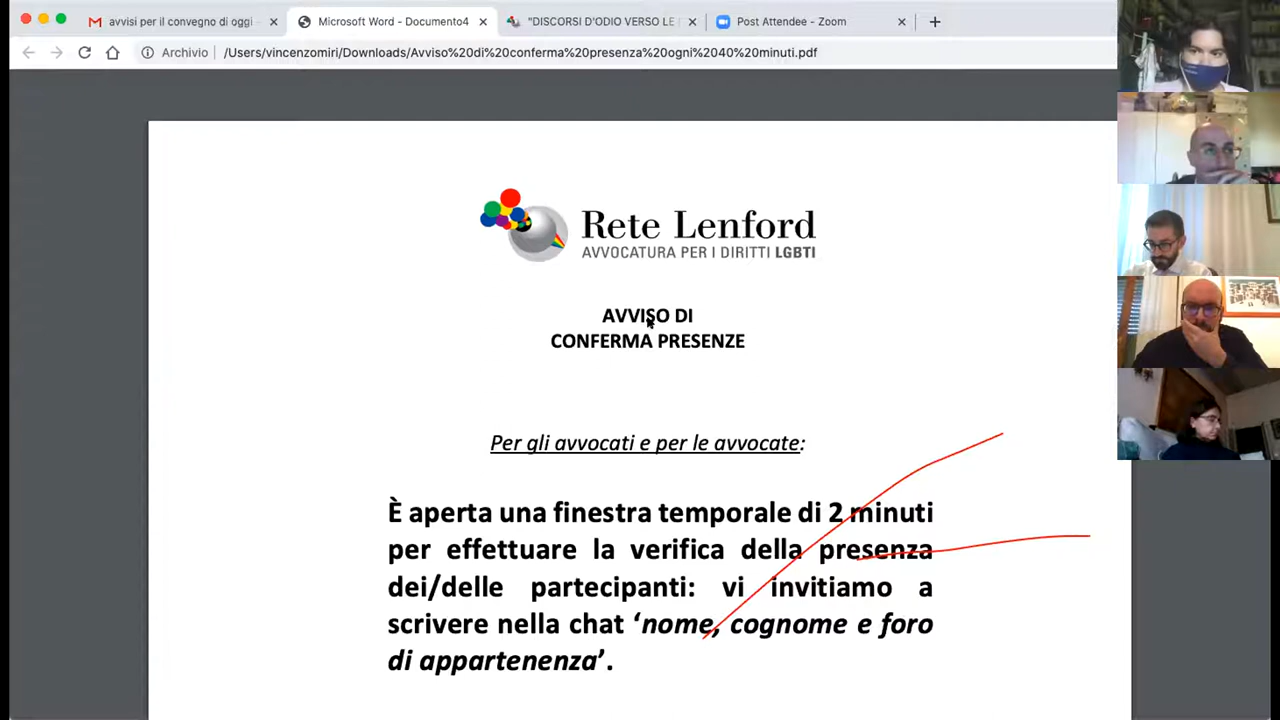 avvisi per il convegno di oggi -
Microsoft Word - Documento4
"DISCORSI D'ODIO VERSO LE
Post Attendee - Zoom
Archivio
/Users/vincenzomiri/Downloads/Avviso%20di%20conferma%20presenza%20ogni%2040%20minuti.pdf
Rete Lenford
AVVOCATURA PER I DIRITTI LGBTI
AVVISO DI
CONFERMA PRESENZE
Per gli avvocati e per le avvocate:
È aperta una finestra temporale di 2 minuti
per effettuare la verifica della presenza
dei/delle partecipanti: vi invitiamo a
scrivere nella chat ‘nome, cognome e foro
di appartenenza’.